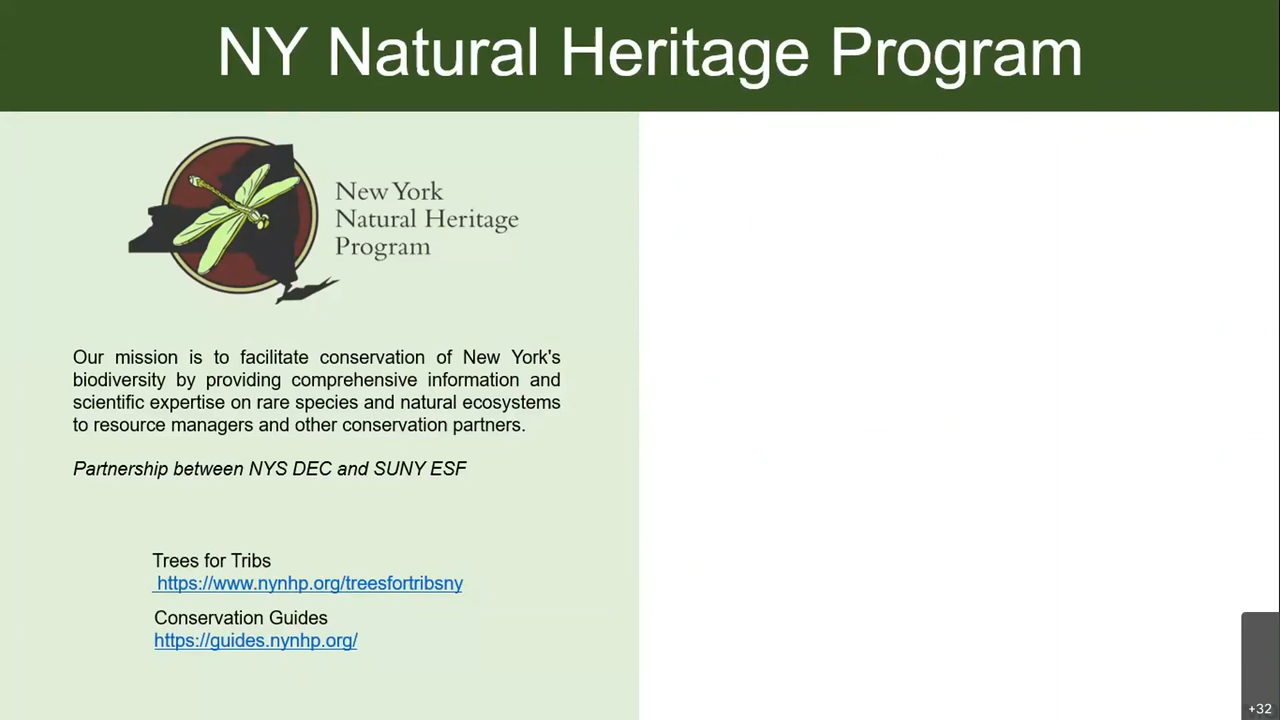 NY Natural Heritage Program
New York
Natural Heritage
Program
Our mission is to facilitate conservation of New York's
biodiversity by providing comprehensive information and
scientific expertise on rare species and natural ecosystems
to resource managers and other conservation partners.
Partnership between NYS DEC and SUNY ESF
Trees for Tribs
https://www.nynhp.org/treesfortribsny
Conservation Guides
https://guides.nynhp.org/
+32